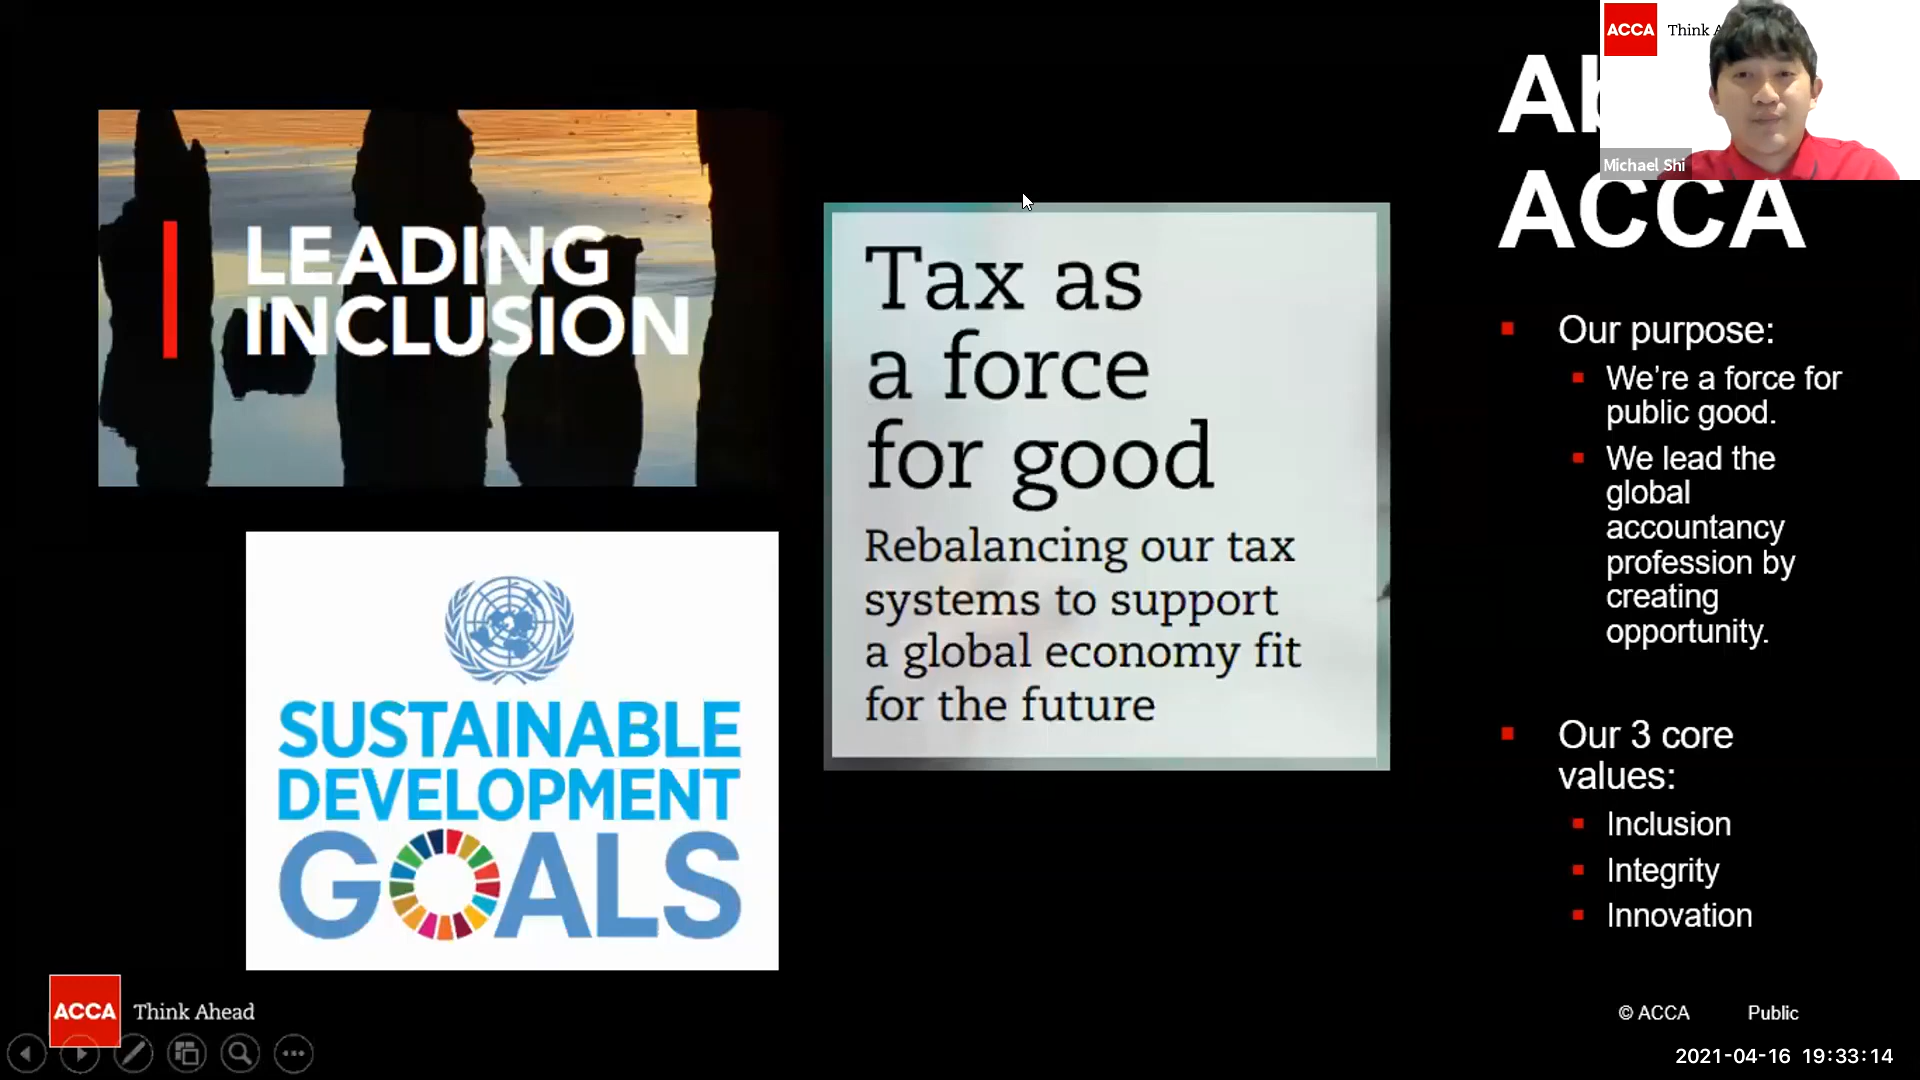 LEADING
INCLUSION
SUSTAINABLE
DEVELOPMENT
GOALS
Tax as
a force
for good
Rebalancing our tax
systems to support
a global economy fit
for the future
ACCA Think A
Michael Shi
Ab
ACCA
Our purpose:
We're a force for
public good.
We lead the
global
accountancy
profession by
creating
opportunity.
Our 3 core
values:
Inclusion
Integrity
Innovation
ACCA Think Ahead
© ACCA Public
2021-04-16 19:33:14